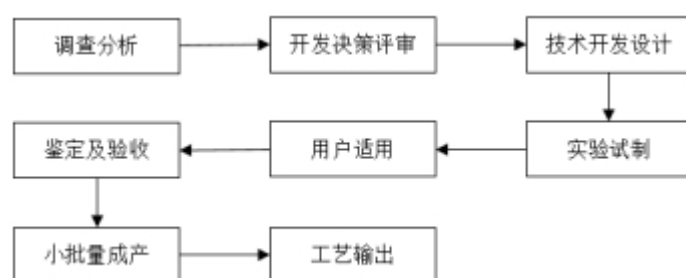 调查分析
开发决策评审
技术开发设计
实验试制
用户适用
鉴定及验收
小批量成产
工艺输出